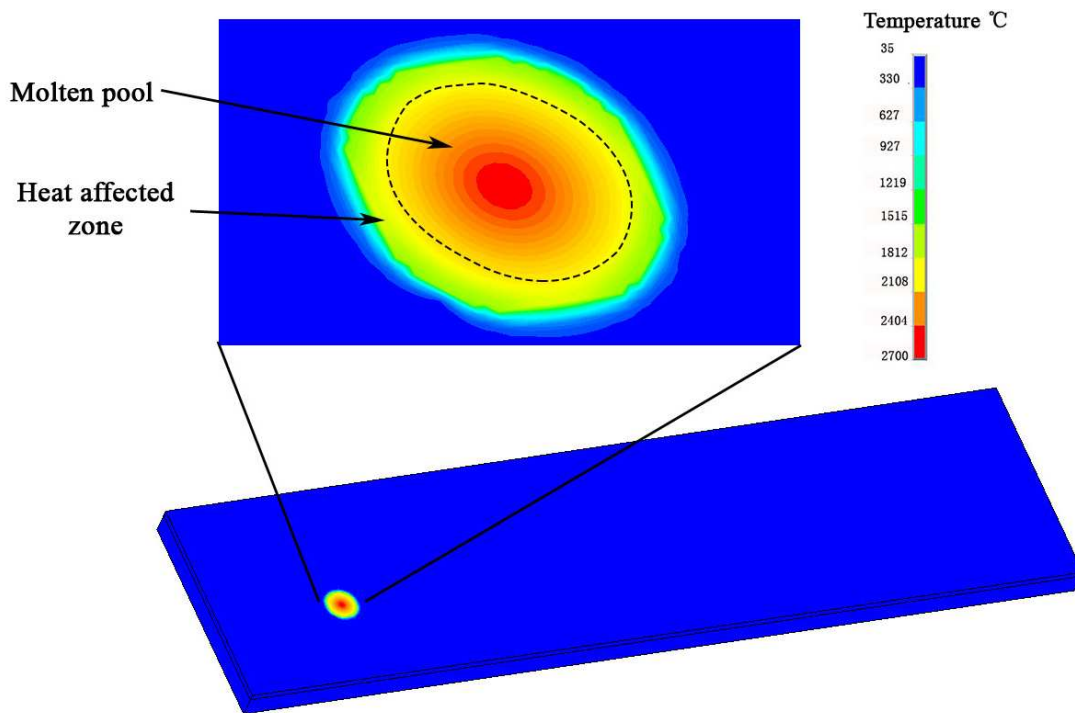 Temperature ℃
35
330
627
927
1219
1515
1812
2108
2404
2700
Molten pool
Heat affected
zone